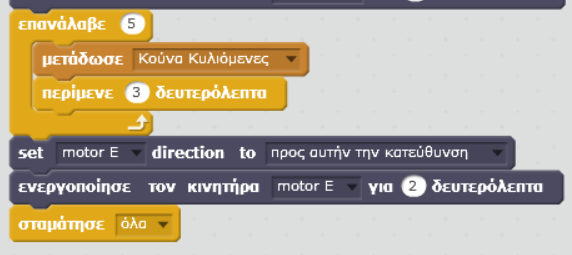 επανάλαβε 5
μετάδωσε Κούνα Κυλιόμενες
περίμενε 3 δευτερόλεπτα
set motor E direction to προς αυτήν την κατεύθυνση
ενεργοποίησε τον κινητήρα motor E για 2 δευτερόλεπτα
σταμάτησε όλα